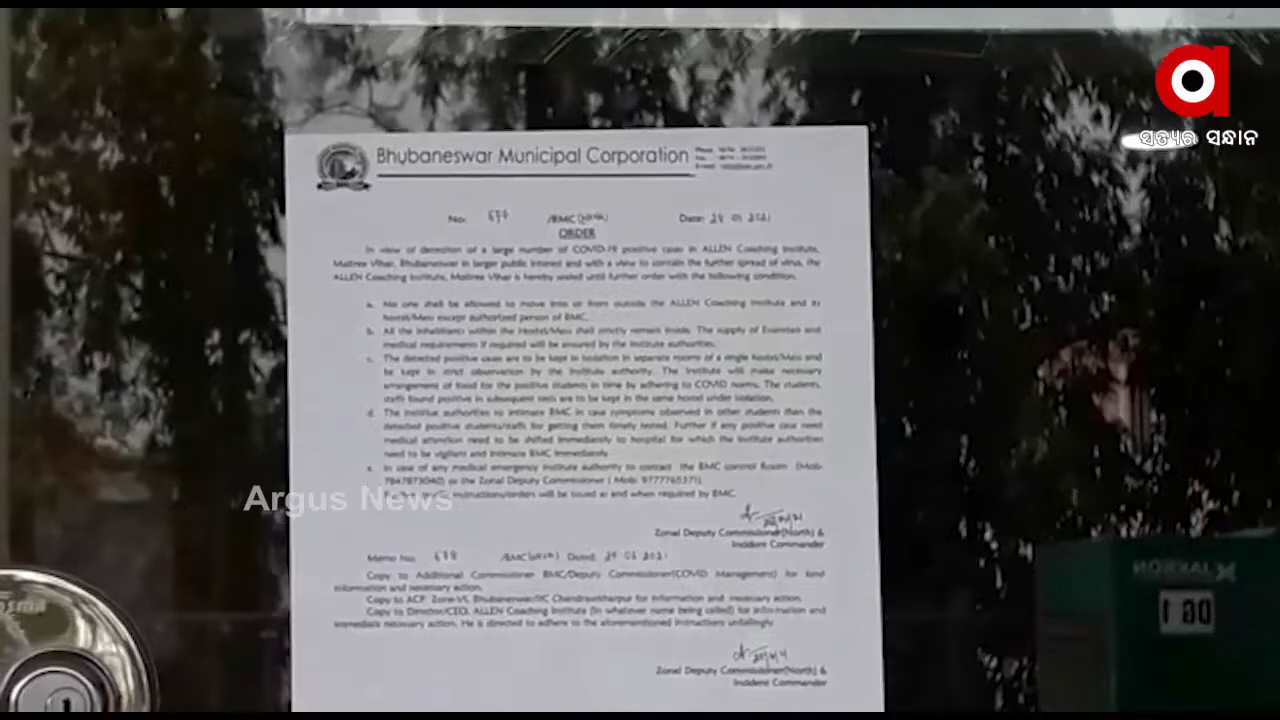 ସତ୍ୟର ସନ୍ଧାନ
Bhubaneswar Municipal Corporation
No. 677 /BMC Date: 2021
ORDER
In view of detection of a large number of COVID-19 positive cases in ALLEN Coaching Institute,
Maitree Vihar, Bhubaneswar in larger public interest and with a view to contain the further spread of virus, the
ALLEN Coaching Institute, Maitree Vihar is hereby sealed until further order with the following condition.
a. No one shall be allowed to move into or from outside the ALLEN Coaching Institute and its
hostel/Mess except authorized person of BMC.
b. All the inhabitants within the Hostel/Mess shall strictly remain inside. The supply of Essentials and
medical requirements if required will be ensured by the Institute authorities.
c. The detected positive cases are to be kept in isolation in separate rooms of a single hostel/Mess and
be kept in strict observation by the Institute authority. The Institute will make necessary
arrangement of food for the positive students in time by adhering to COVID norms. The students,
staffs found positive in subsequent tests are to be kept in the same hostel under isolation.
d. The institute authorities to intimate BMC in case symptoms observed in other students than the
detected positive students/staffs for getting them timely tested. Further if any positive case need
medical attention need to be shifted immediately to hospital for which the institute authorities
need to be vigilant and intimate BMC immediately.
e. In case of any medical emergency institute authority to contact the BMC control Room (Mob-
7847873040) or the Zonal Deputy Commissioner ( Mob: 9777765371).
instructions/orders will be issued as and when required by BMC.
Argus News
Zonal Deputy Commissioner(North) &
Incident Commander
Memo No. 678 /BMC Dated: 2021
Copy to Additional Commissioner BMC/Deputy Commissioner(COVID Management) for kind
information and necessary action.
Copy to ACP, Zone-VI, Bhubaneswar/IIC Chandrasekharpur for information and necessary action.
Copy to Director/CEO, ALLEN Coaching Institute (in whatever name being called) for information and
immediate necessary action. He is directed to adhere to the aforementioned instructions unfailingly.
Zonal Deputy Commissioner(North) &
Incident Commander